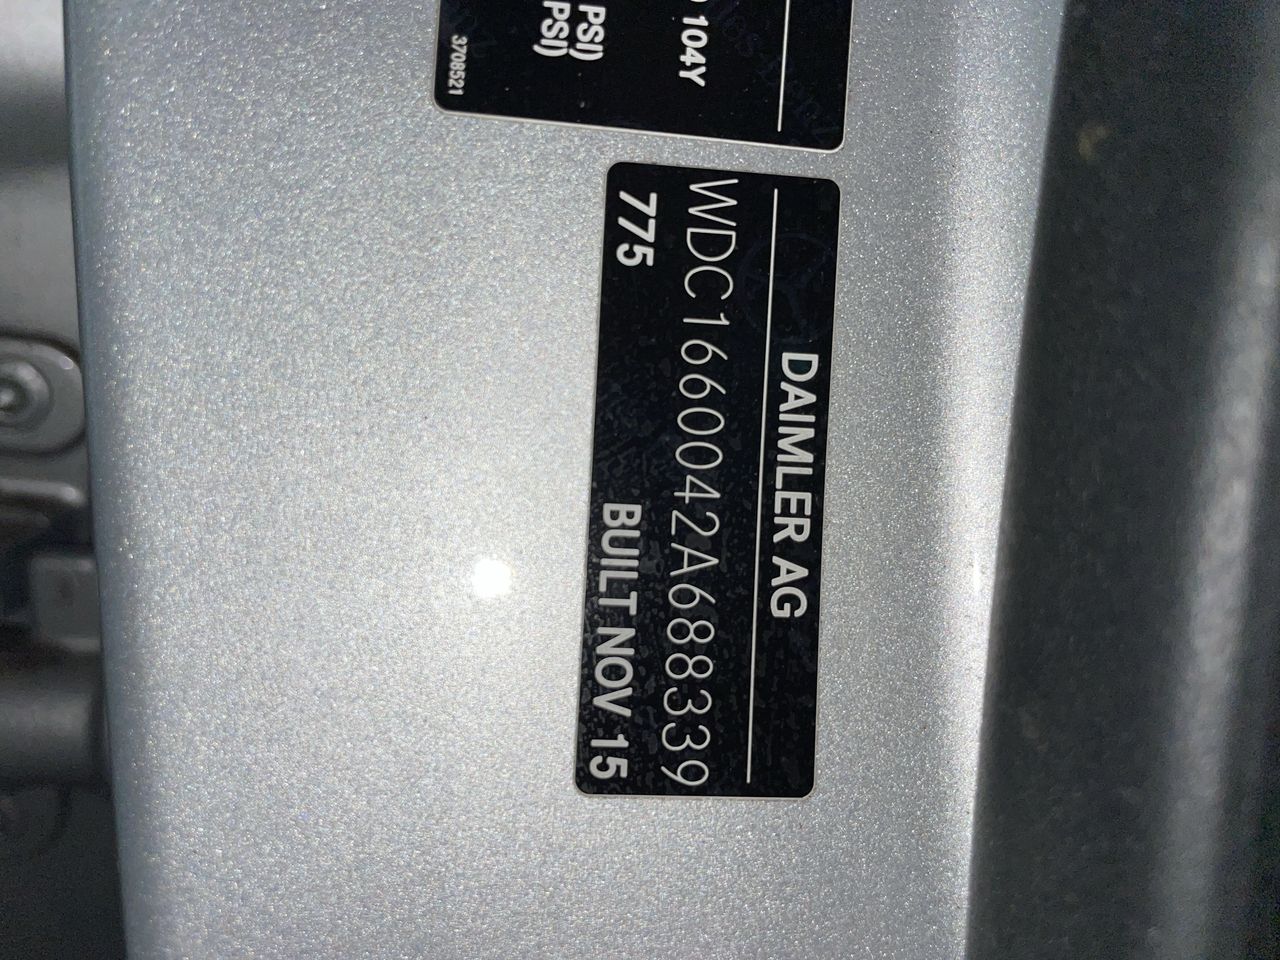 104Y
PSI)
PSI)
3708521
DAIMLER AG
WDC1660042A688339
775 BUILT NOV 15